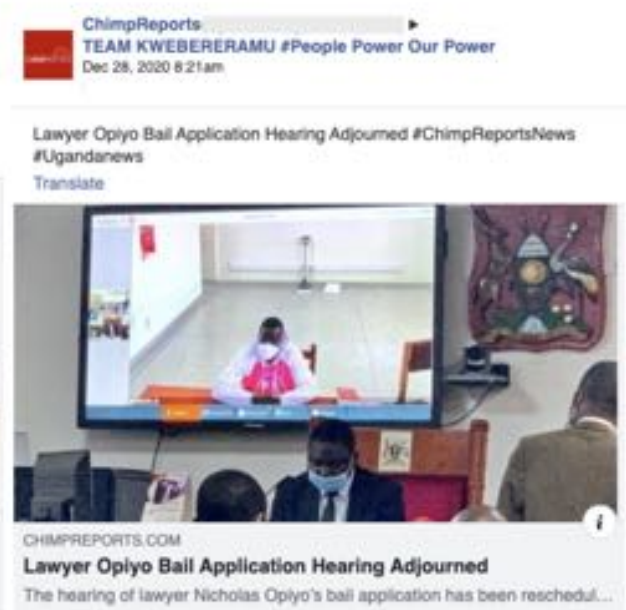 ChimpReports
TEAM KWEBERERAMU #People Power Our Power
Dec 28, 2020 8:21am
Lawyer Opiyo Bail Application Hearing Adjourned #ChimpReportsNews
#Ugandanews
Translate
CHIMPREPORTS.COM
Lawyer Opiyo Bail Application Hearing Adjourned
The hearing of lawyer Nicholas Opiyo's bail application has been reschedul...